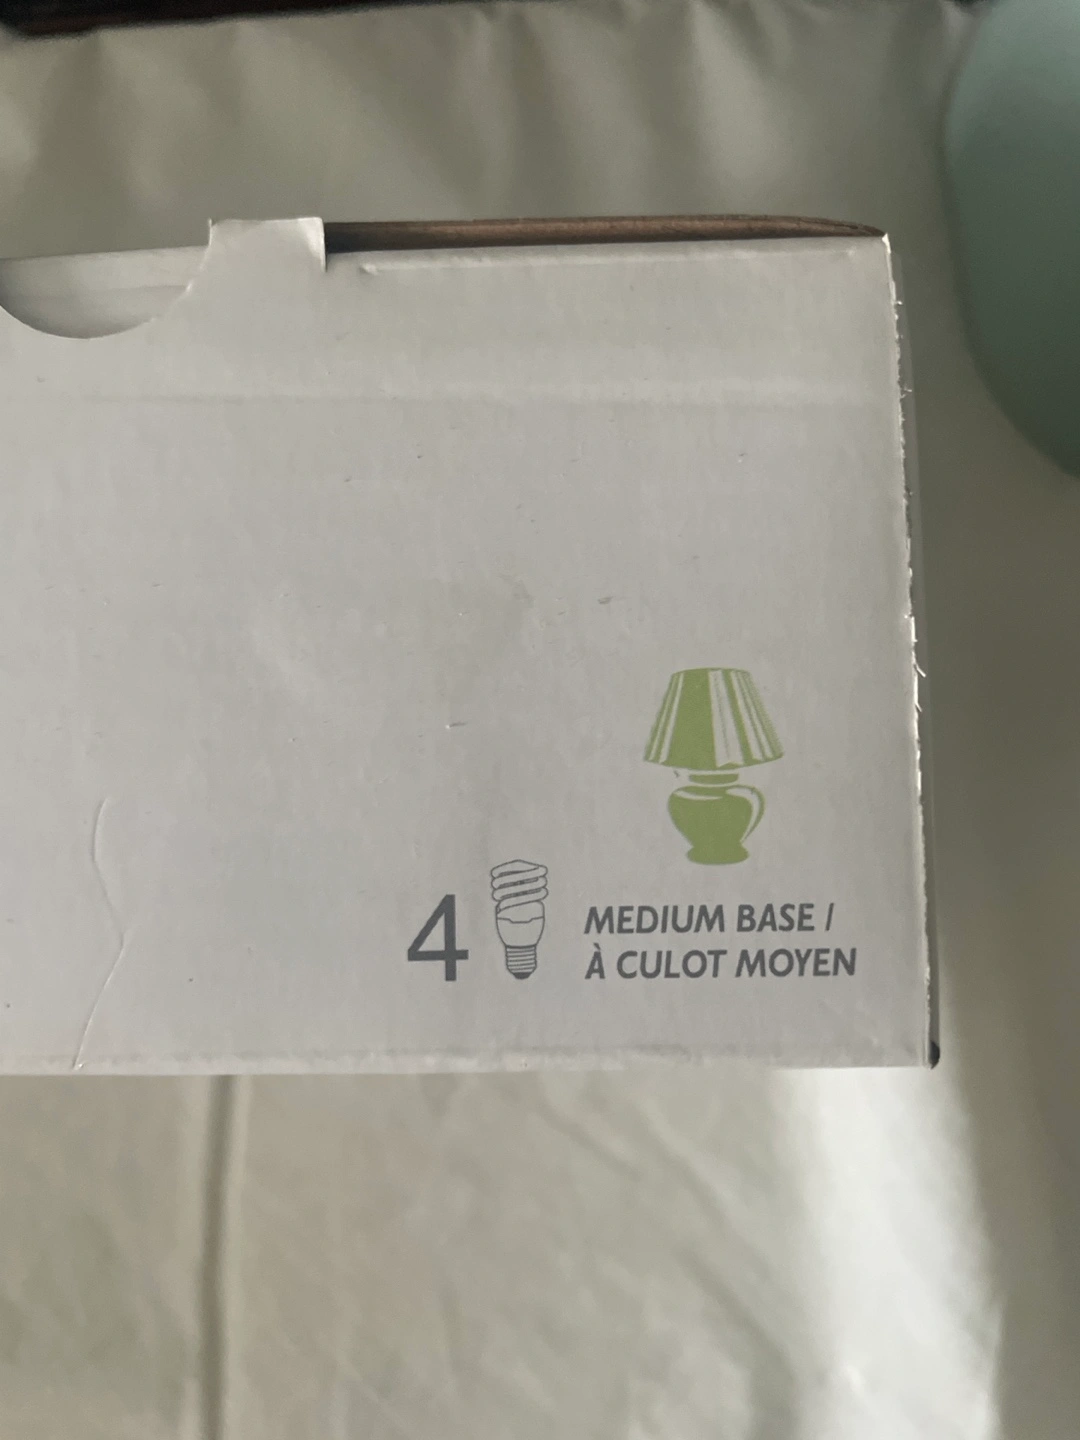 4
MEDIUM BASE /
À CULOT MOYEN